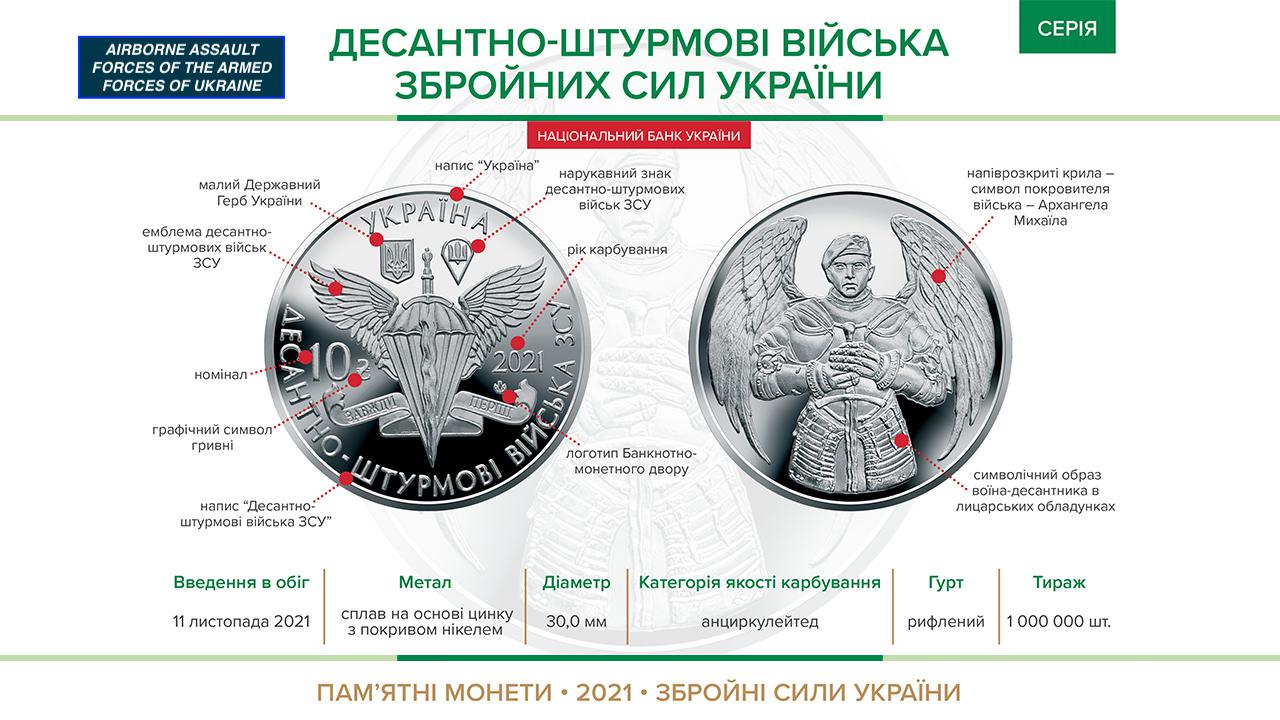 СЕРІЯ
AIRBORNE ASSAULT
FORCES OF THE ARMED
FORCES OF UKRAINE
ДЕСАНТНО-ШТУРМОВІ ВІЙСЬКА
ЗБРОЙНИХ СИЛ УКРАЇНИ
НАЦІОНАЛЬНИЙ БАНК УКРАЇНИ
напис “Україна”
малий Державний
Герб України
нарукавний знак
десантно-штурмових
військ ЗСУ
емблема десантно-
штурмових військ
ЗСУ
рік карбування
номінал
графічний символ
гривні
напис “Десантно-
штурмові війська ЗСУ”
логотип Банкнотно-
монетного двору
УКРАЇНА
10 ₴
2021
ЗАВЖДИ ПЕРШІ
ДЕСАНТНО-ШТУРМОВІ ВІЙСЬКА ЗСУ
напіврозкриті крила –
символ покровителя
війська – Архангела
Михаїла
символічний образ
воїна-десантника в
лицарських обладунках
Введення в обіг
11 листопада 2021
Метал
сплав на основі цинку
з покривом нікелем
Діаметр
30,0 мм
Категорія якості карбування
анциркулейтед
Гурт
рифлений
Тираж
1 000 000 шт.
ПАМ’ЯТНІ МОНЕТИ • 2021 • ЗБРОЙНІ СИЛИ УКРАЇНИ